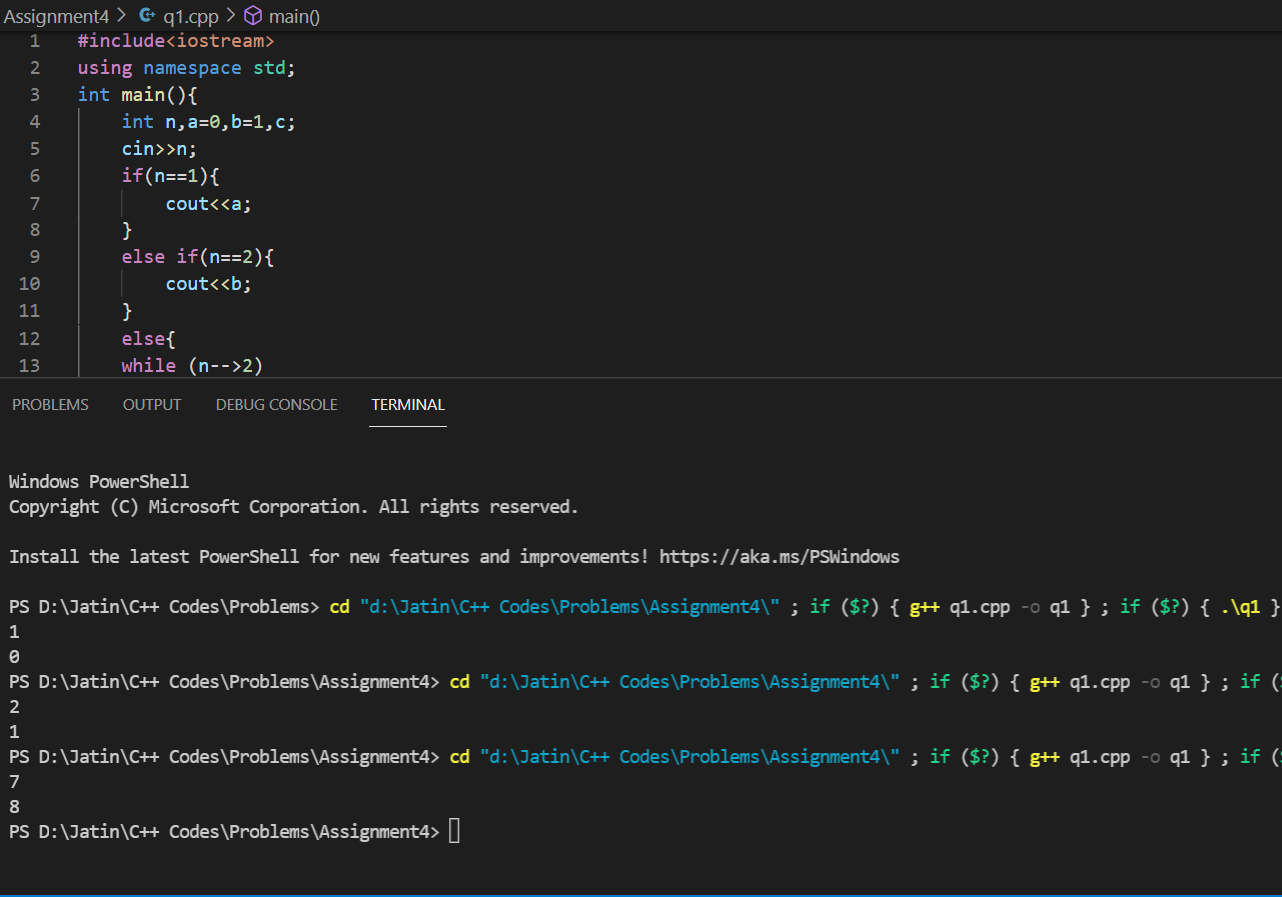 Assignment4 > q1.cpp > main()
1 #include<iostream>
2 using namespace std;
3 int main(){
4 int n,a=0,b=1,c;
5 cin>>n;
6 if(n==1){
7 cout<<a;
8 }
9 else if(n==2){
10 cout<<b;
11 }
12 else{
13 while (n-->2)
PROBLEMS OUTPUT DEBUG CONSOLE TERMINAL
Windows PowerShell
Copyright (C) Microsoft Corporation. All rights reserved.
Install the latest PowerShell for new features and improvements! https://aka.ms/PSWindows
PS D:\Jatin\C++ Codes\Problems> cd "d:\Jatin\C++ Codes\Problems\Assignment4\" ; if ($?) { g++ q1.cpp -o q1 } ; if ($?) { .\q1 }
1
0
PS D:\Jatin\C++ Codes\Problems\Assignment4> cd "d:\Jatin\C++ Codes\Problems\Assignment4\" ; if ($?) { g++ q1.cpp -o q1 } ; if (
2
1
PS D:\Jatin\C++ Codes\Problems\Assignment4> cd "d:\Jatin\C++ Codes\Problems\Assignment4\" ; if ($?) { g++ q1.cpp -o q1 } ; if (
7
8
PS D:\Jatin\C++ Codes\Problems\Assignment4>